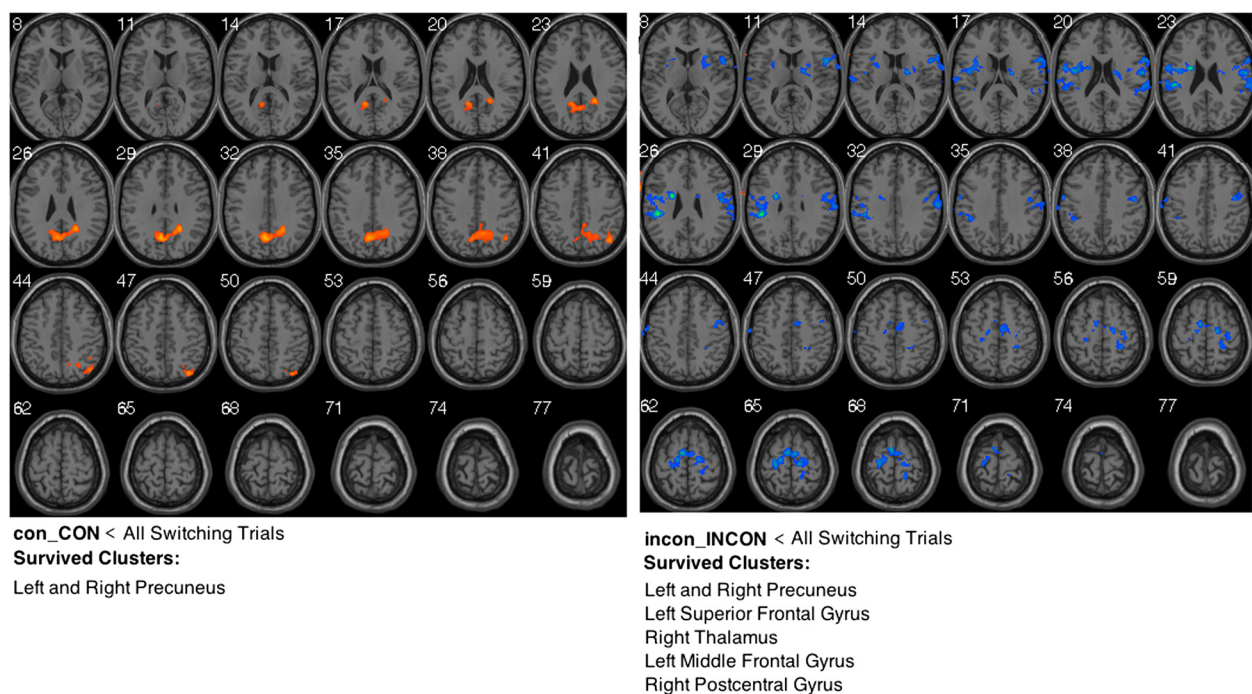 8 11 14 17 20 23
26 29 32 35 38 41
44 47 50 53 56 59
62 65 68 71 74 77
con_CON < All Switching Trials
Survived Clusters:
Left and Right Precuneus
8 11 14 17 20 23
26 29 32 35 38 41
44 47 50 53 56 59
62 65 68 71 74 77
incon_INCON < All Switching Trials
Survived Clusters:
Left and Right Precuneus
Left Superior Frontal Gyrus
Right Thalamus
Left Middle Frontal Gyrus
Right Postcentral Gyrus